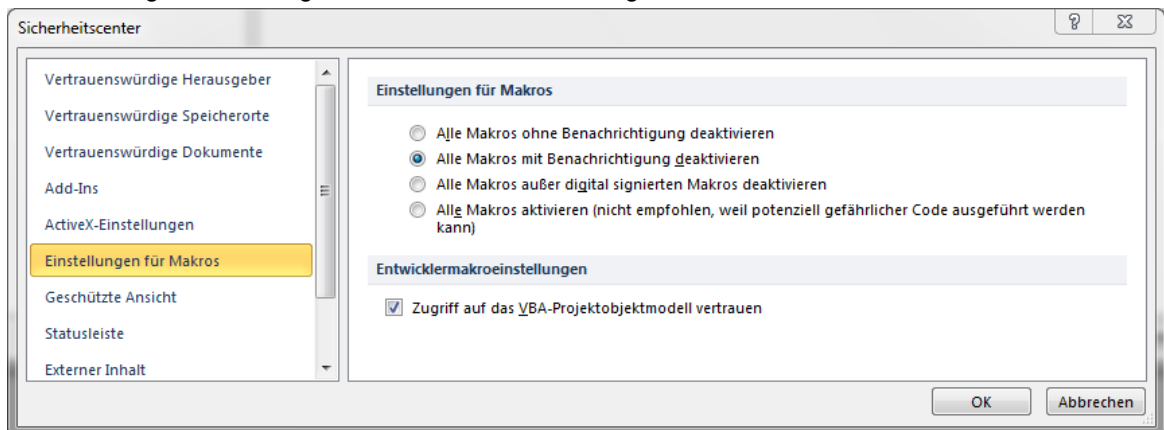 Sicherheitscenter
Vertrauenswürdige Herausgeber
Vertrauenswürdige Speicherorte
Vertrauenswürdige Dokumente
Add-Ins
ActiveX-Einstellungen
Einstellungen für Makros
Geschützte Ansicht
Statusleiste
Externer Inhalt
Einstellungen für Makros
Alle Makros ohne Benachrichtigung deaktivieren
Alle Makros mit Benachrichtigung deaktivieren
Alle Makros außer digital signierten Makros deaktivieren
Alle Makros aktivieren (nicht empfohlen, weil potenziell gefährlicher Code ausgeführt werden
kann)
Entwicklermakroeinstellungen
Zugriff auf das VBA-Projektobjektmodell vertrauen
OK
Abbrechen